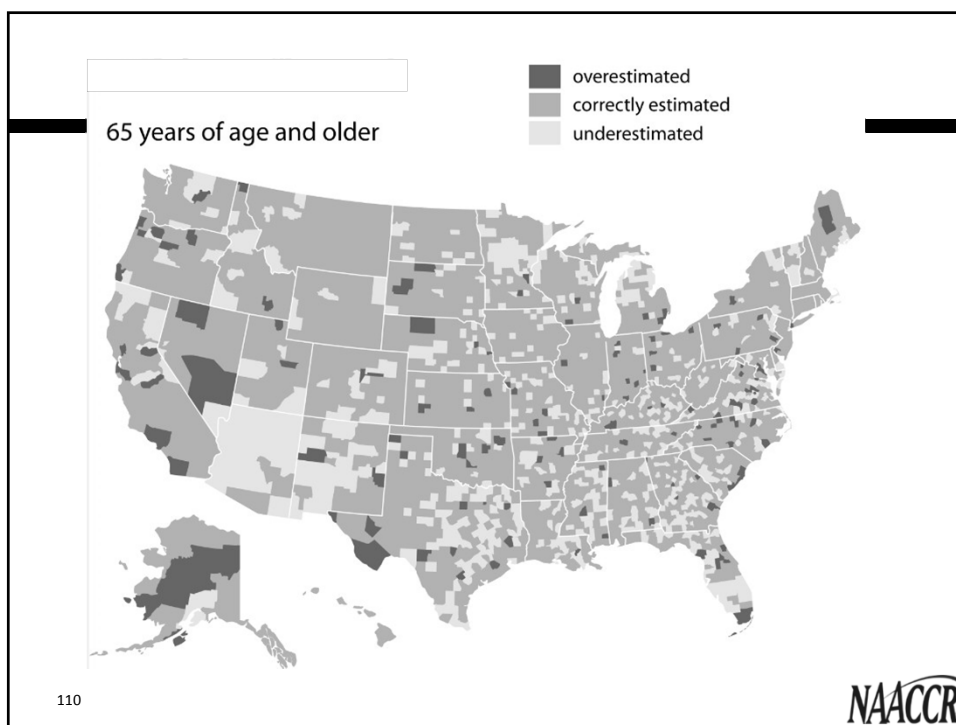 overestimated
correctly estimated
underestimated
65 years of age and older
110
NAACCR